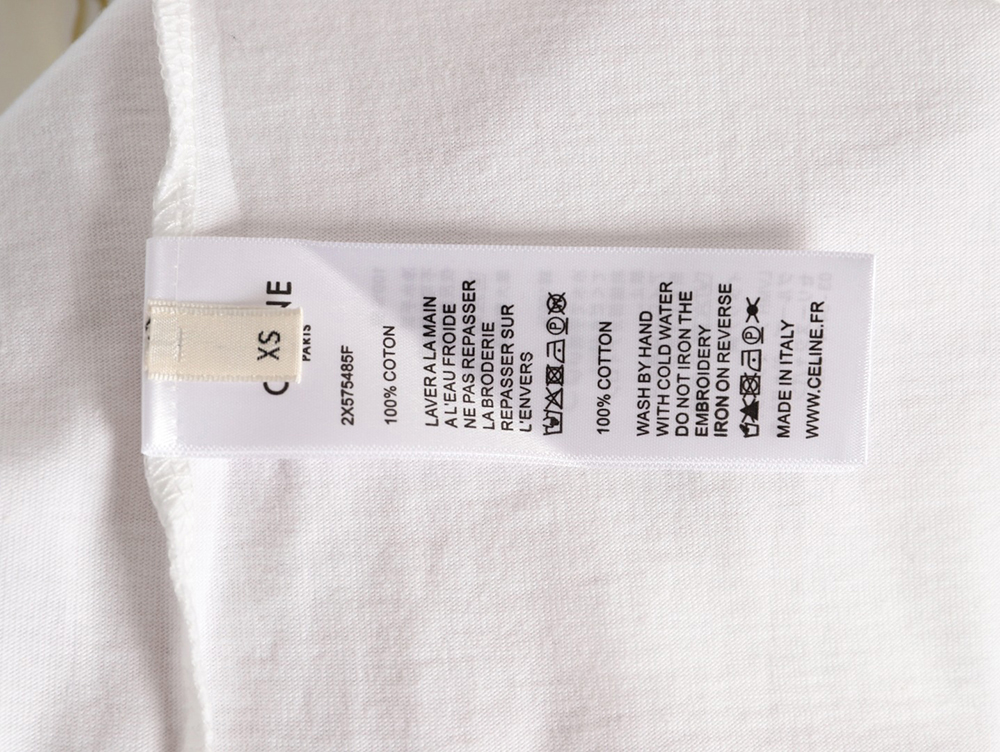 XS
PARIS
2X575485F
100% COTON
LAVER A LA MAIN
A L'EAU FROIDE
NE PAS REPASSER
LA BRODERIE
REPASSER SUR
L'ENVERS
100% COTTON
WASH BY HAND
WITH COLD WATER
DO NOT IRON THE
EMBROIDERY
IRON ON REVERSE
MADE IN ITALY
WWW.CELINE.FR